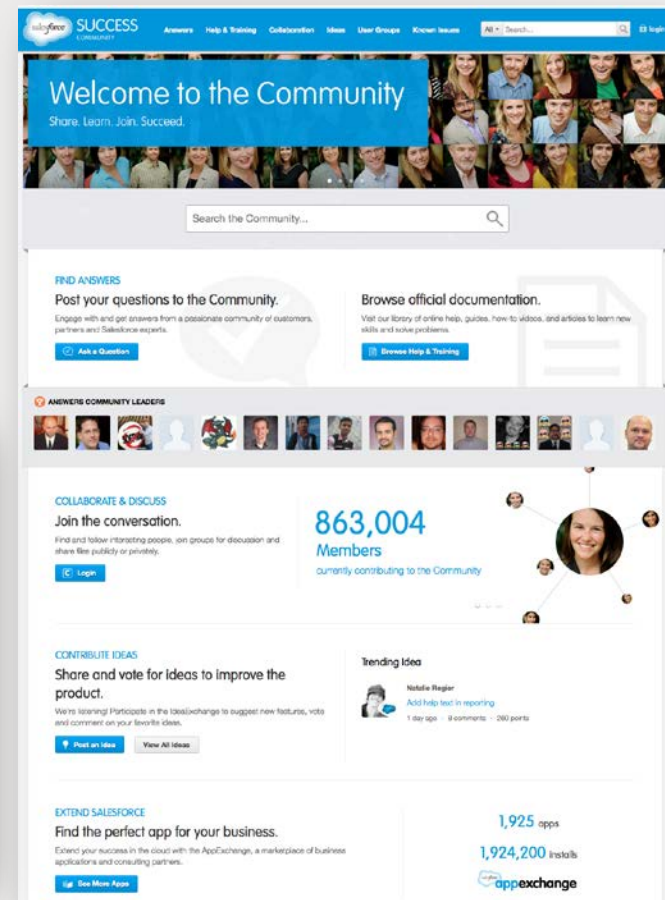 salesforce SUCCESS
COMMUNITY
Answers Help & Training Collaboration Ideas User Groups Known Issues All Search... login
Welcome to the Community
Share. Learn. Join. Succeed.
Search the Community...
FIND ANSWERS
Post your questions to the Community.
Engage with and get answers from a passionate community of customers,
partners and Salesforce experts.
Ask a Question
Browse official documentation.
Visit our library of online help, guides, how-to videos, and articles to learn new
skills and solve problems.
Browse Help & Training
ANSWERS COMMUNITY LEADERS
COLLABORATE & DISCUSS
Join the conversation.
Find and follow interesting people, join groups for discussion and
share files publicly or privately.
Login
863,004
Members
currently contributing to the Community
CONTRIBUTE IDEAS
Share and vote for ideas to improve the
product.
We're listening! Participate in the IdeaExchange to suggest new features, vote
and comment on your favorite ideas.
Post an Idea View All Ideas
Trending Idea
Natalie Regier
Add help text in reporting
1 day ago · 9 comments · 260 points
EXTEND SALESFORCE
Find the perfect app for your business.
Extend your success in the cloud with the AppExchange, a marketplace of business
applications and consulting partners.
See More Apps
1,925 apps
1,924,200 installs
appexchange